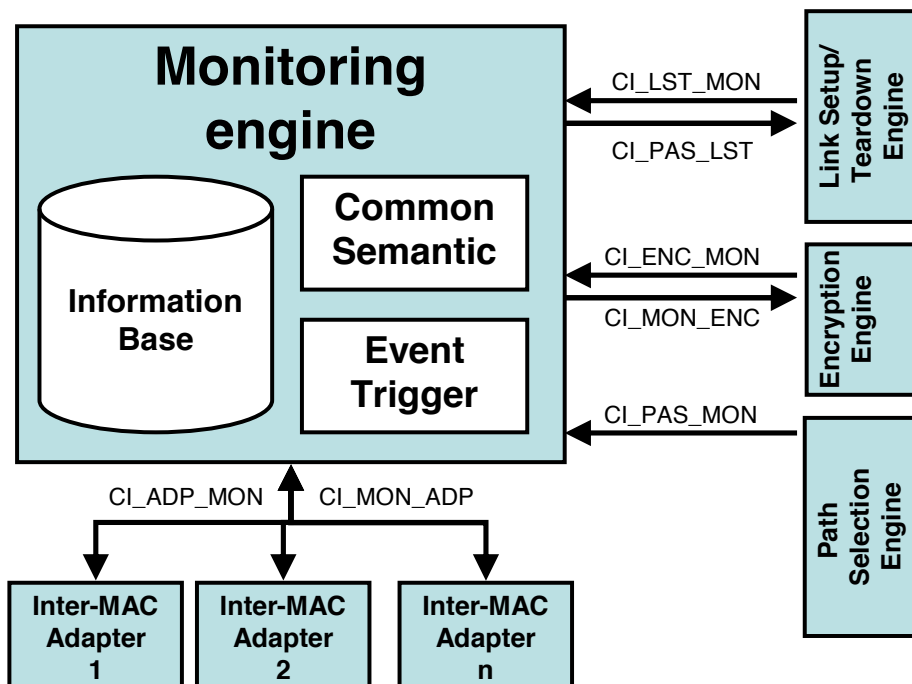 Monitoring
engine
Information
Base
Common
Semantic
Event
Trigger
CI_LST_MON
CI_PAS_LST
CI_ENC_MON
CI_MON_ENC
CI_PAS_MON
Link Setup/
Teardown
Engine
Encryption
Engine
Path
Selection
Engine
CI_ADP_MON
CI_MON_ADP
Inter-MAC
Adapter
1
Inter-MAC
Adapter
2
Inter-MAC
Adapter
n